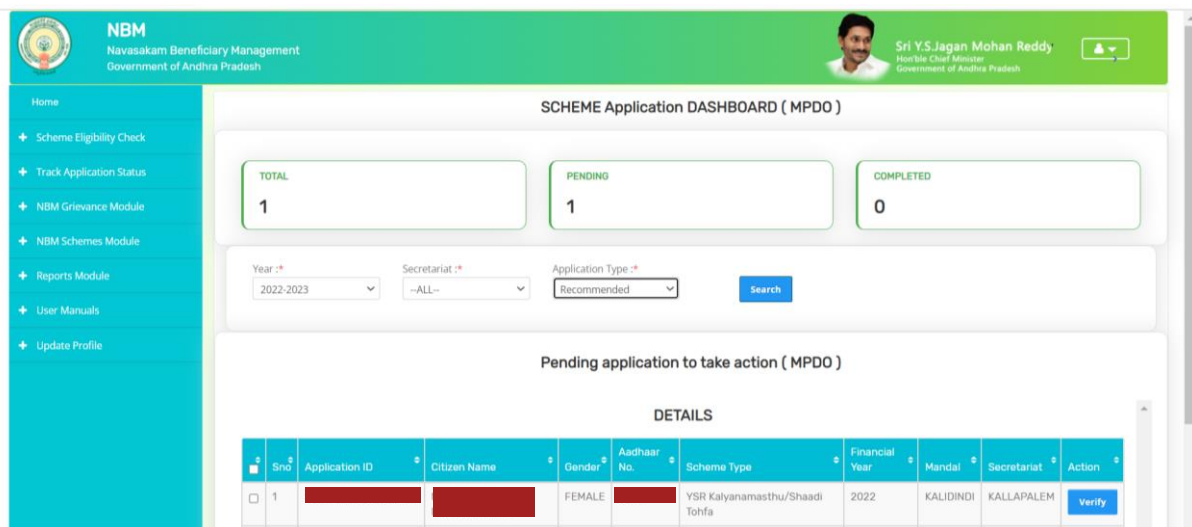 NBM
Navasakam Beneficiary Management
Government of Andhra Pradesh
Sri Y.S.Jagan Mohan Reddy
Hon'ble Chief Minister
Government of Andhra Pradesh
Home
Scheme Eligibility Check
Track Application Status
NBM Grievance Module
NBM Schemes Module
Reports Module
User Manuals
Update Profile
SCHEME Application DASHBOARD ( MPDO )
TOTAL
1
PENDING
1
COMPLETED
0
Year :*
2022-2023
Secretariat :*
--ALL--
Application Type :*
Recommended
Search
Pending application to take action ( MPDO )
DETAILS
Sno Application ID Citizen Name Gender Aadhaar No. Scheme Type Financial Year Mandal Secretariat Action
1 FEMALE YSR Kalyanamasthu/Shaadi Tohfa 2022 KALIDINDI KALLAPALEM Verify